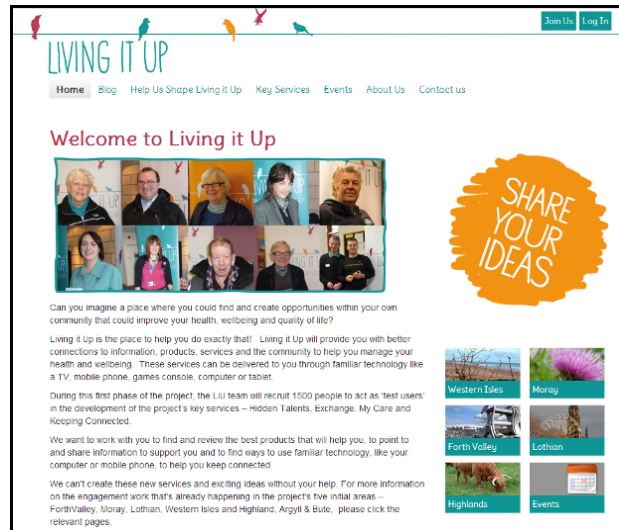 Join Us Log In
LIVING IT UP
Home Blog Help Us Shape Living it Up Key Services Events About Us Contact us
Welcome to Living it Up
SHARE
YOUR
IDEAS
Can you imagine a place where you could find and create opportunities within your own
community that could improve your health, wellbeing and quality of life?
Living it Up is the place to help you do exactly that! Living it Up will provide you with better
connections to information, products, services and the community to help you manage your
health and wellbeing. These services can be delivered to you through familiar technology like
a TV, mobile phone, games console, computer or tablet.
During this first phase of the project, the LiU team will recruit 1500 people to act as 'test users'
in the development of the project's key services – Hidden Talents, Exchange, My Care and
Keeping Connected.
We want to work with you to find and review the best products that will help you, to point to
and share information to support you and to find ways to use familiar technology, like your
computer or mobile phone, to help you keep connected.
We can't create these new services and exciting ideas without your help. For more information
on the engagement work that's already happening in the project's five initial areas –
ForthValley, Moray, Lothian, Western Isles and Highland, Argyll & Bute, please click the
relevant pages.
Western Isles Moray
Forth Valley Lothian
Highlands Events